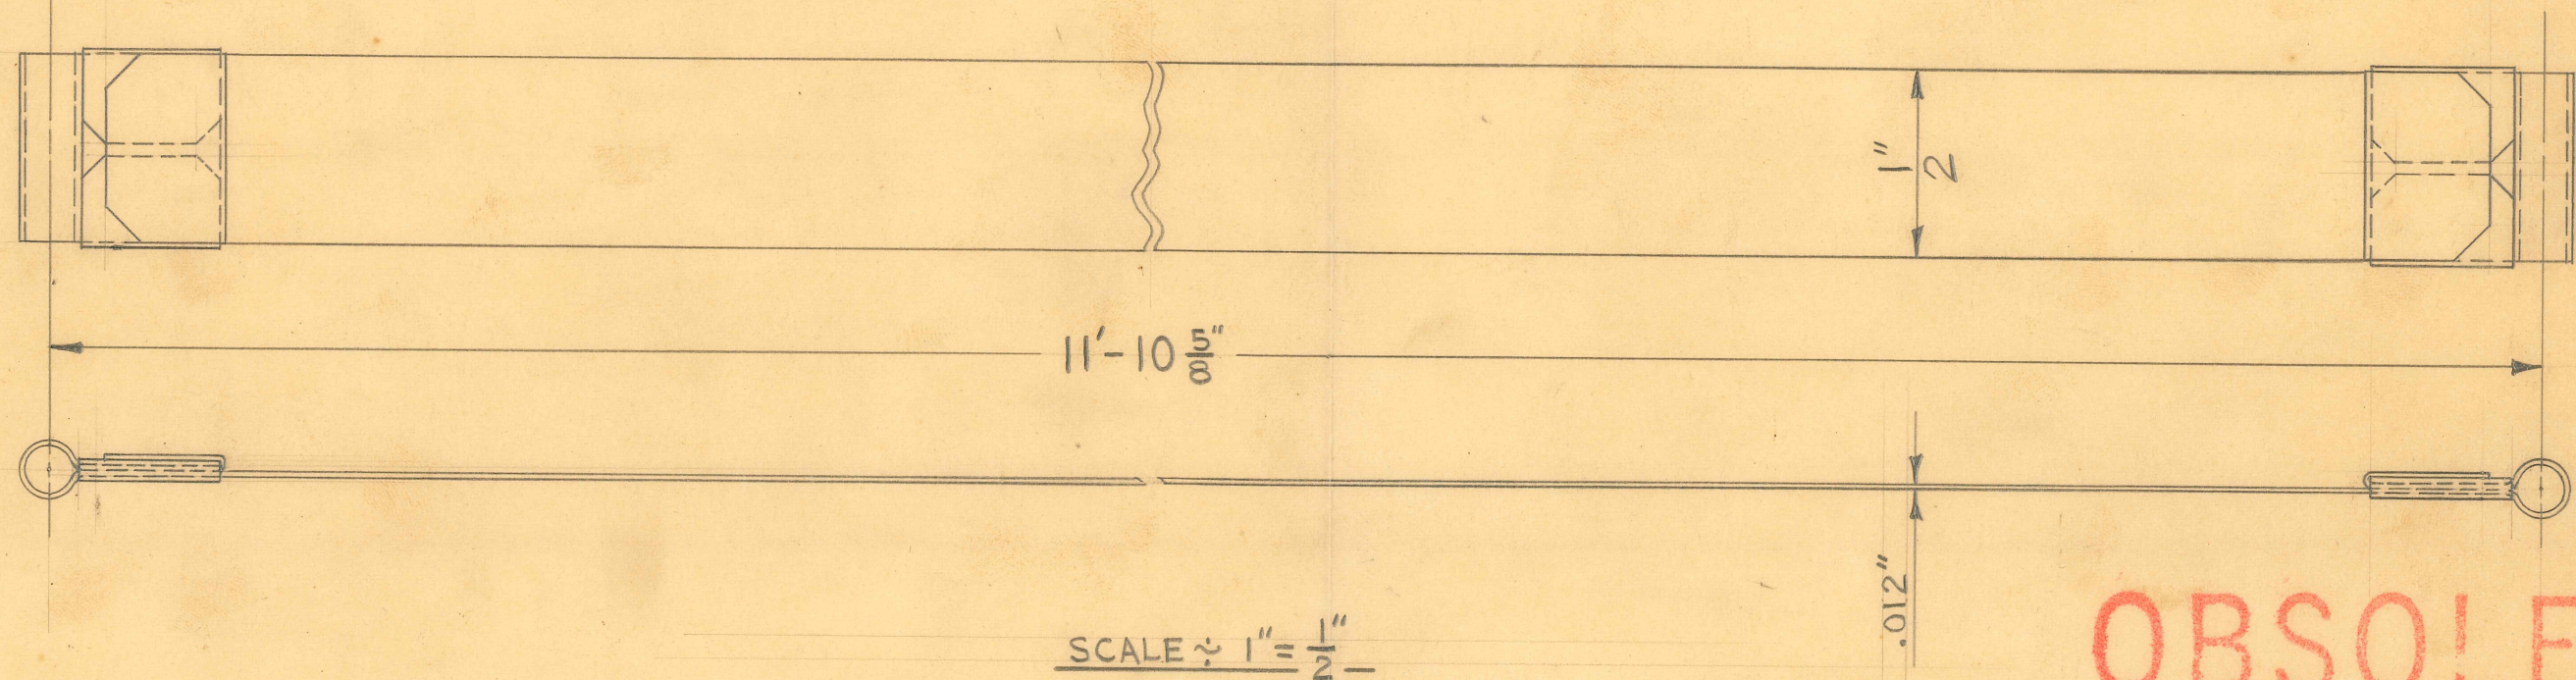 1"
2
11'-10 5/8"
.012"
SCALE ÷ 1" = 1/2"
OBSOLE